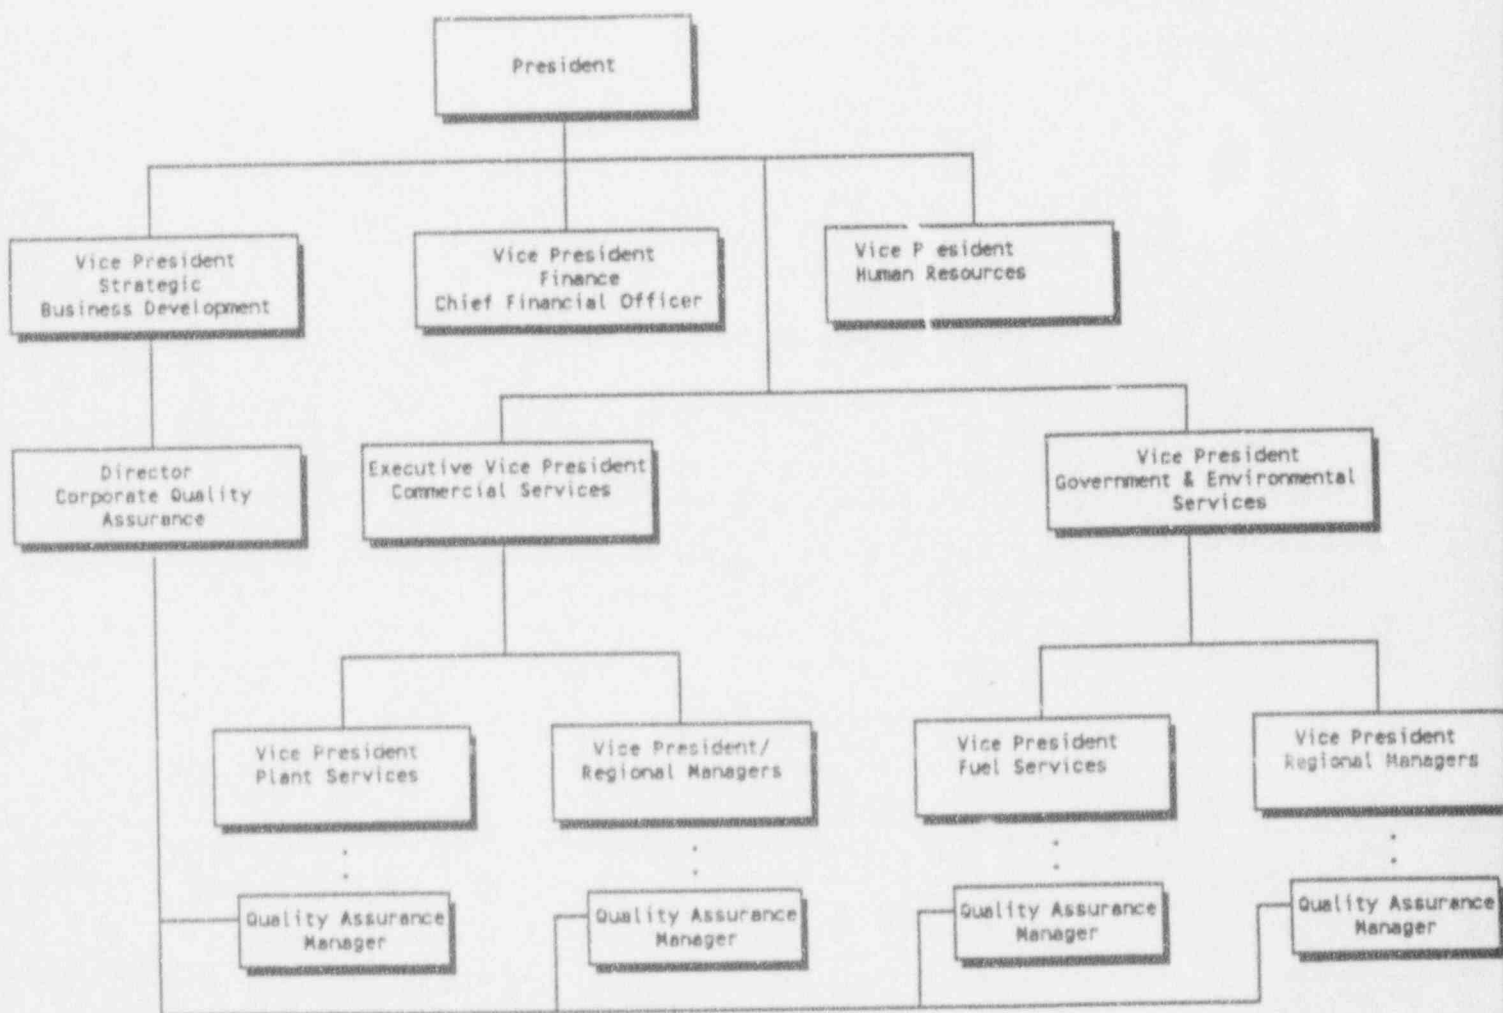 President
Vice President
Strategic
Business Development
Vice President
Finance
Chief Financial Officer
Vice P esident
Human Resources
Director
Corporate Quality
Assurance
Executive Vice President
Commercial Services
Vice President
Government & Environmental
Services
Vice President
Plant Services
Vice President/
Regional Managers
Vice President
Fuel Services
Vice President
Regional Managers
Quality Assurance
Manager
Quality Assurance
Manager
Quality Assurance
Manager
Quality Assurance
Manager